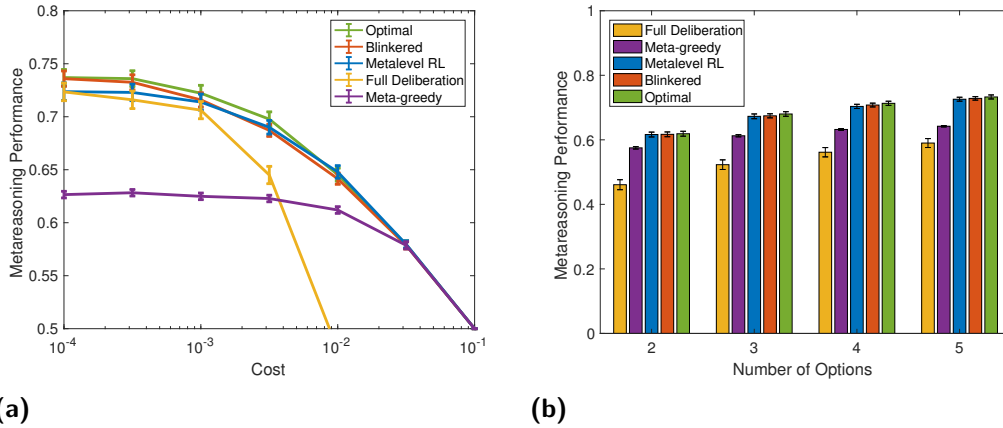 0.8
0.75
0.7
0.65
0.6
0.55
0.5
Metareasoning Performance
10-4
10-3
10-2
10-1
Cost
Optimal
Blinkered
Metalevel RL
Full Deliberation
Meta-greedy
(a)
1
0.8
0.6
0.4
0.2
0
Metareasoning Performance
2
3
4
5
Number of Options
Full Deliberation
Meta-greedy
Metalevel RL
Blinkered
Optimal
(b)